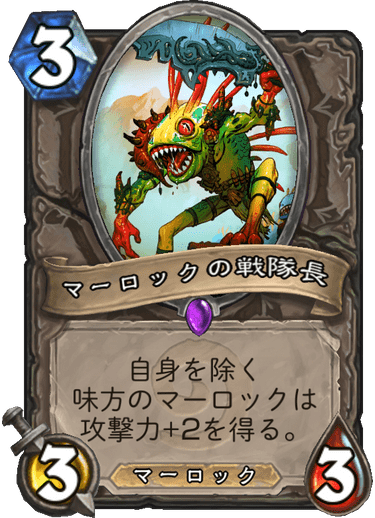 3
マーロックの戦隊長
自身を除く
味方のマーロックは
攻撃力+2を得る。
3
マーロック
3